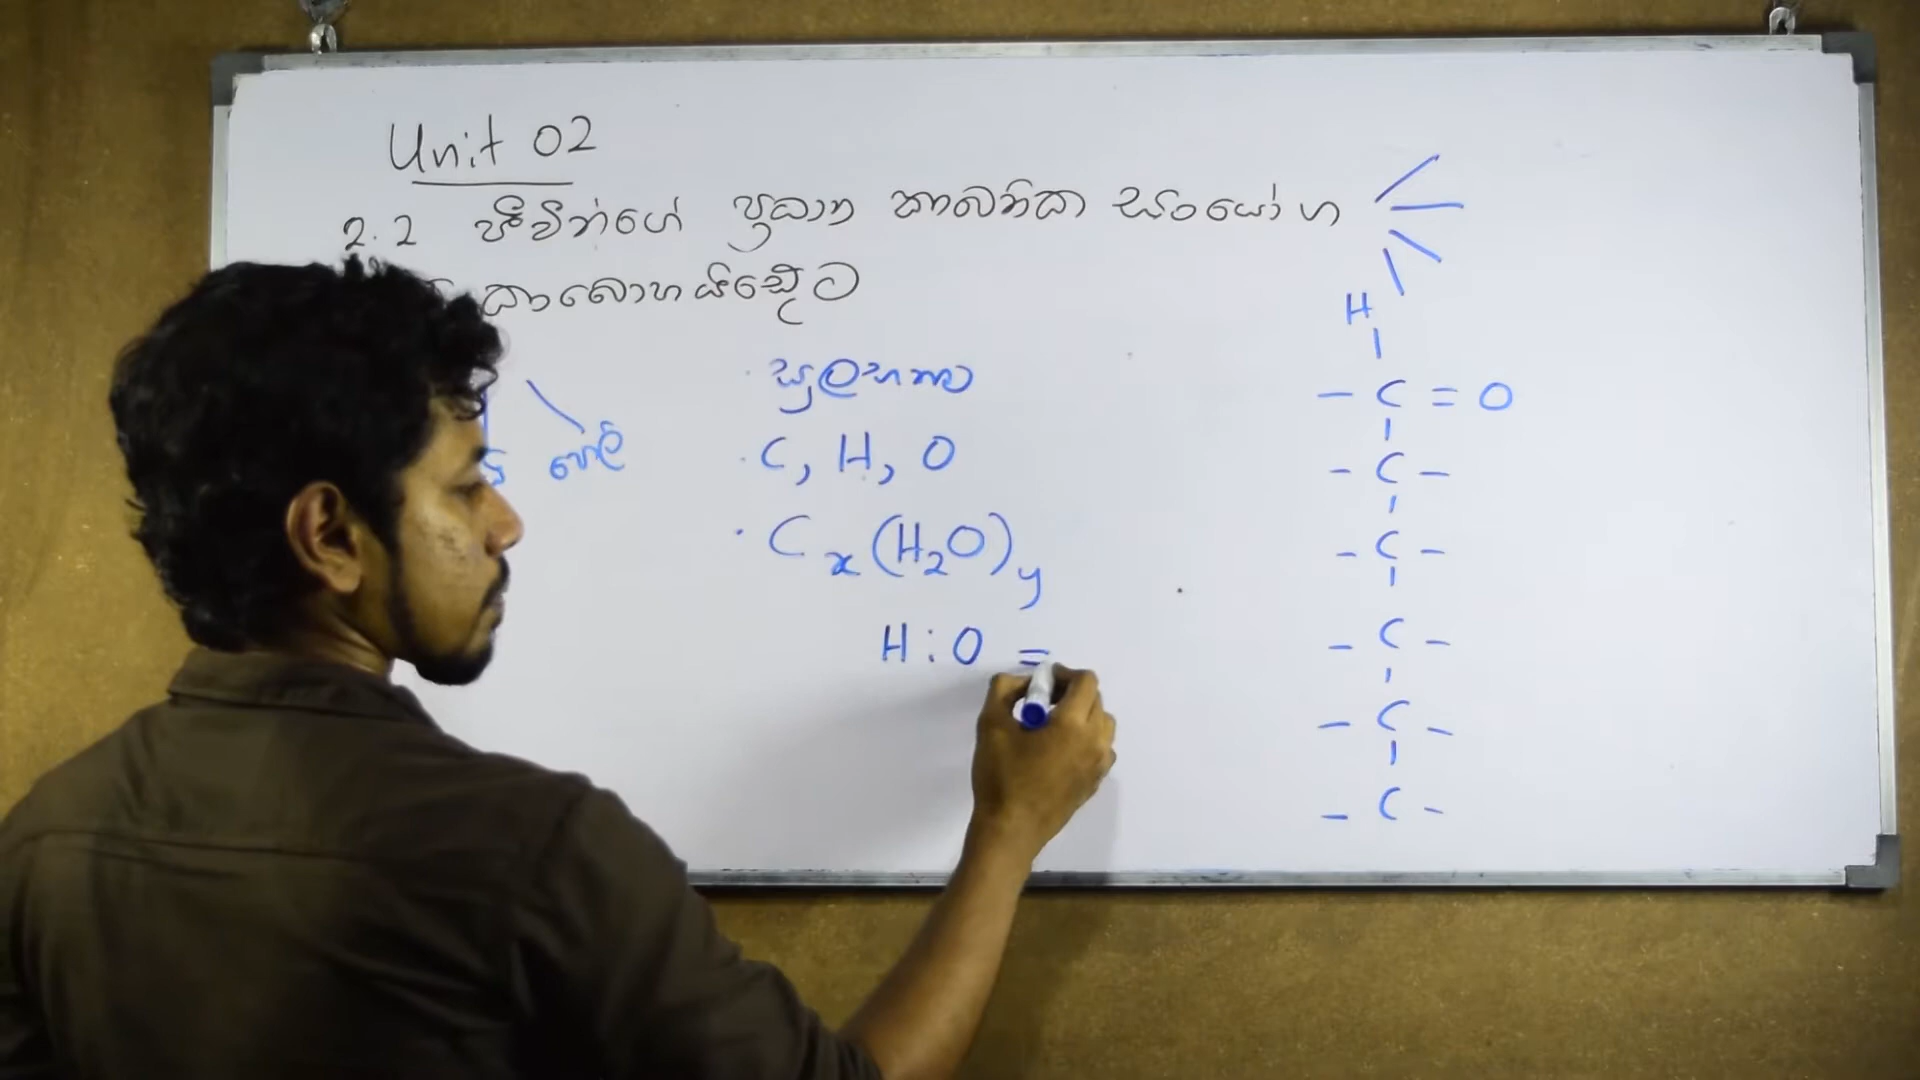 Unit 02
2.2 ජීවීන්ගේ ප්‍රධාන කාබනික සංයෝග
කාබොහයිඩ්‍රේට
සුලභතාව
පොලි
· C, H, O
· Cx(H₂O)y
H : O =
H
– C = O
– C –
– C –
– C –
– C –
– C –